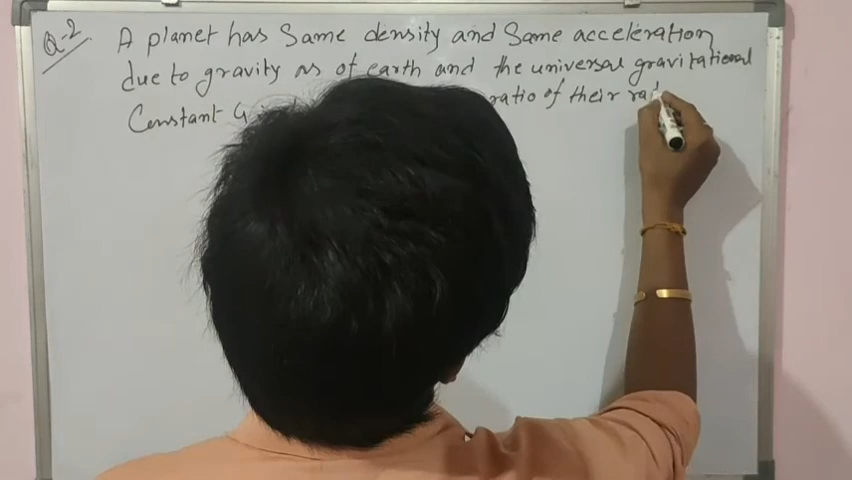 Q-2 A planet has Same density and Same acceleration
due to gravity as of earth and the universal gravitational
Constant G ratio of their rad